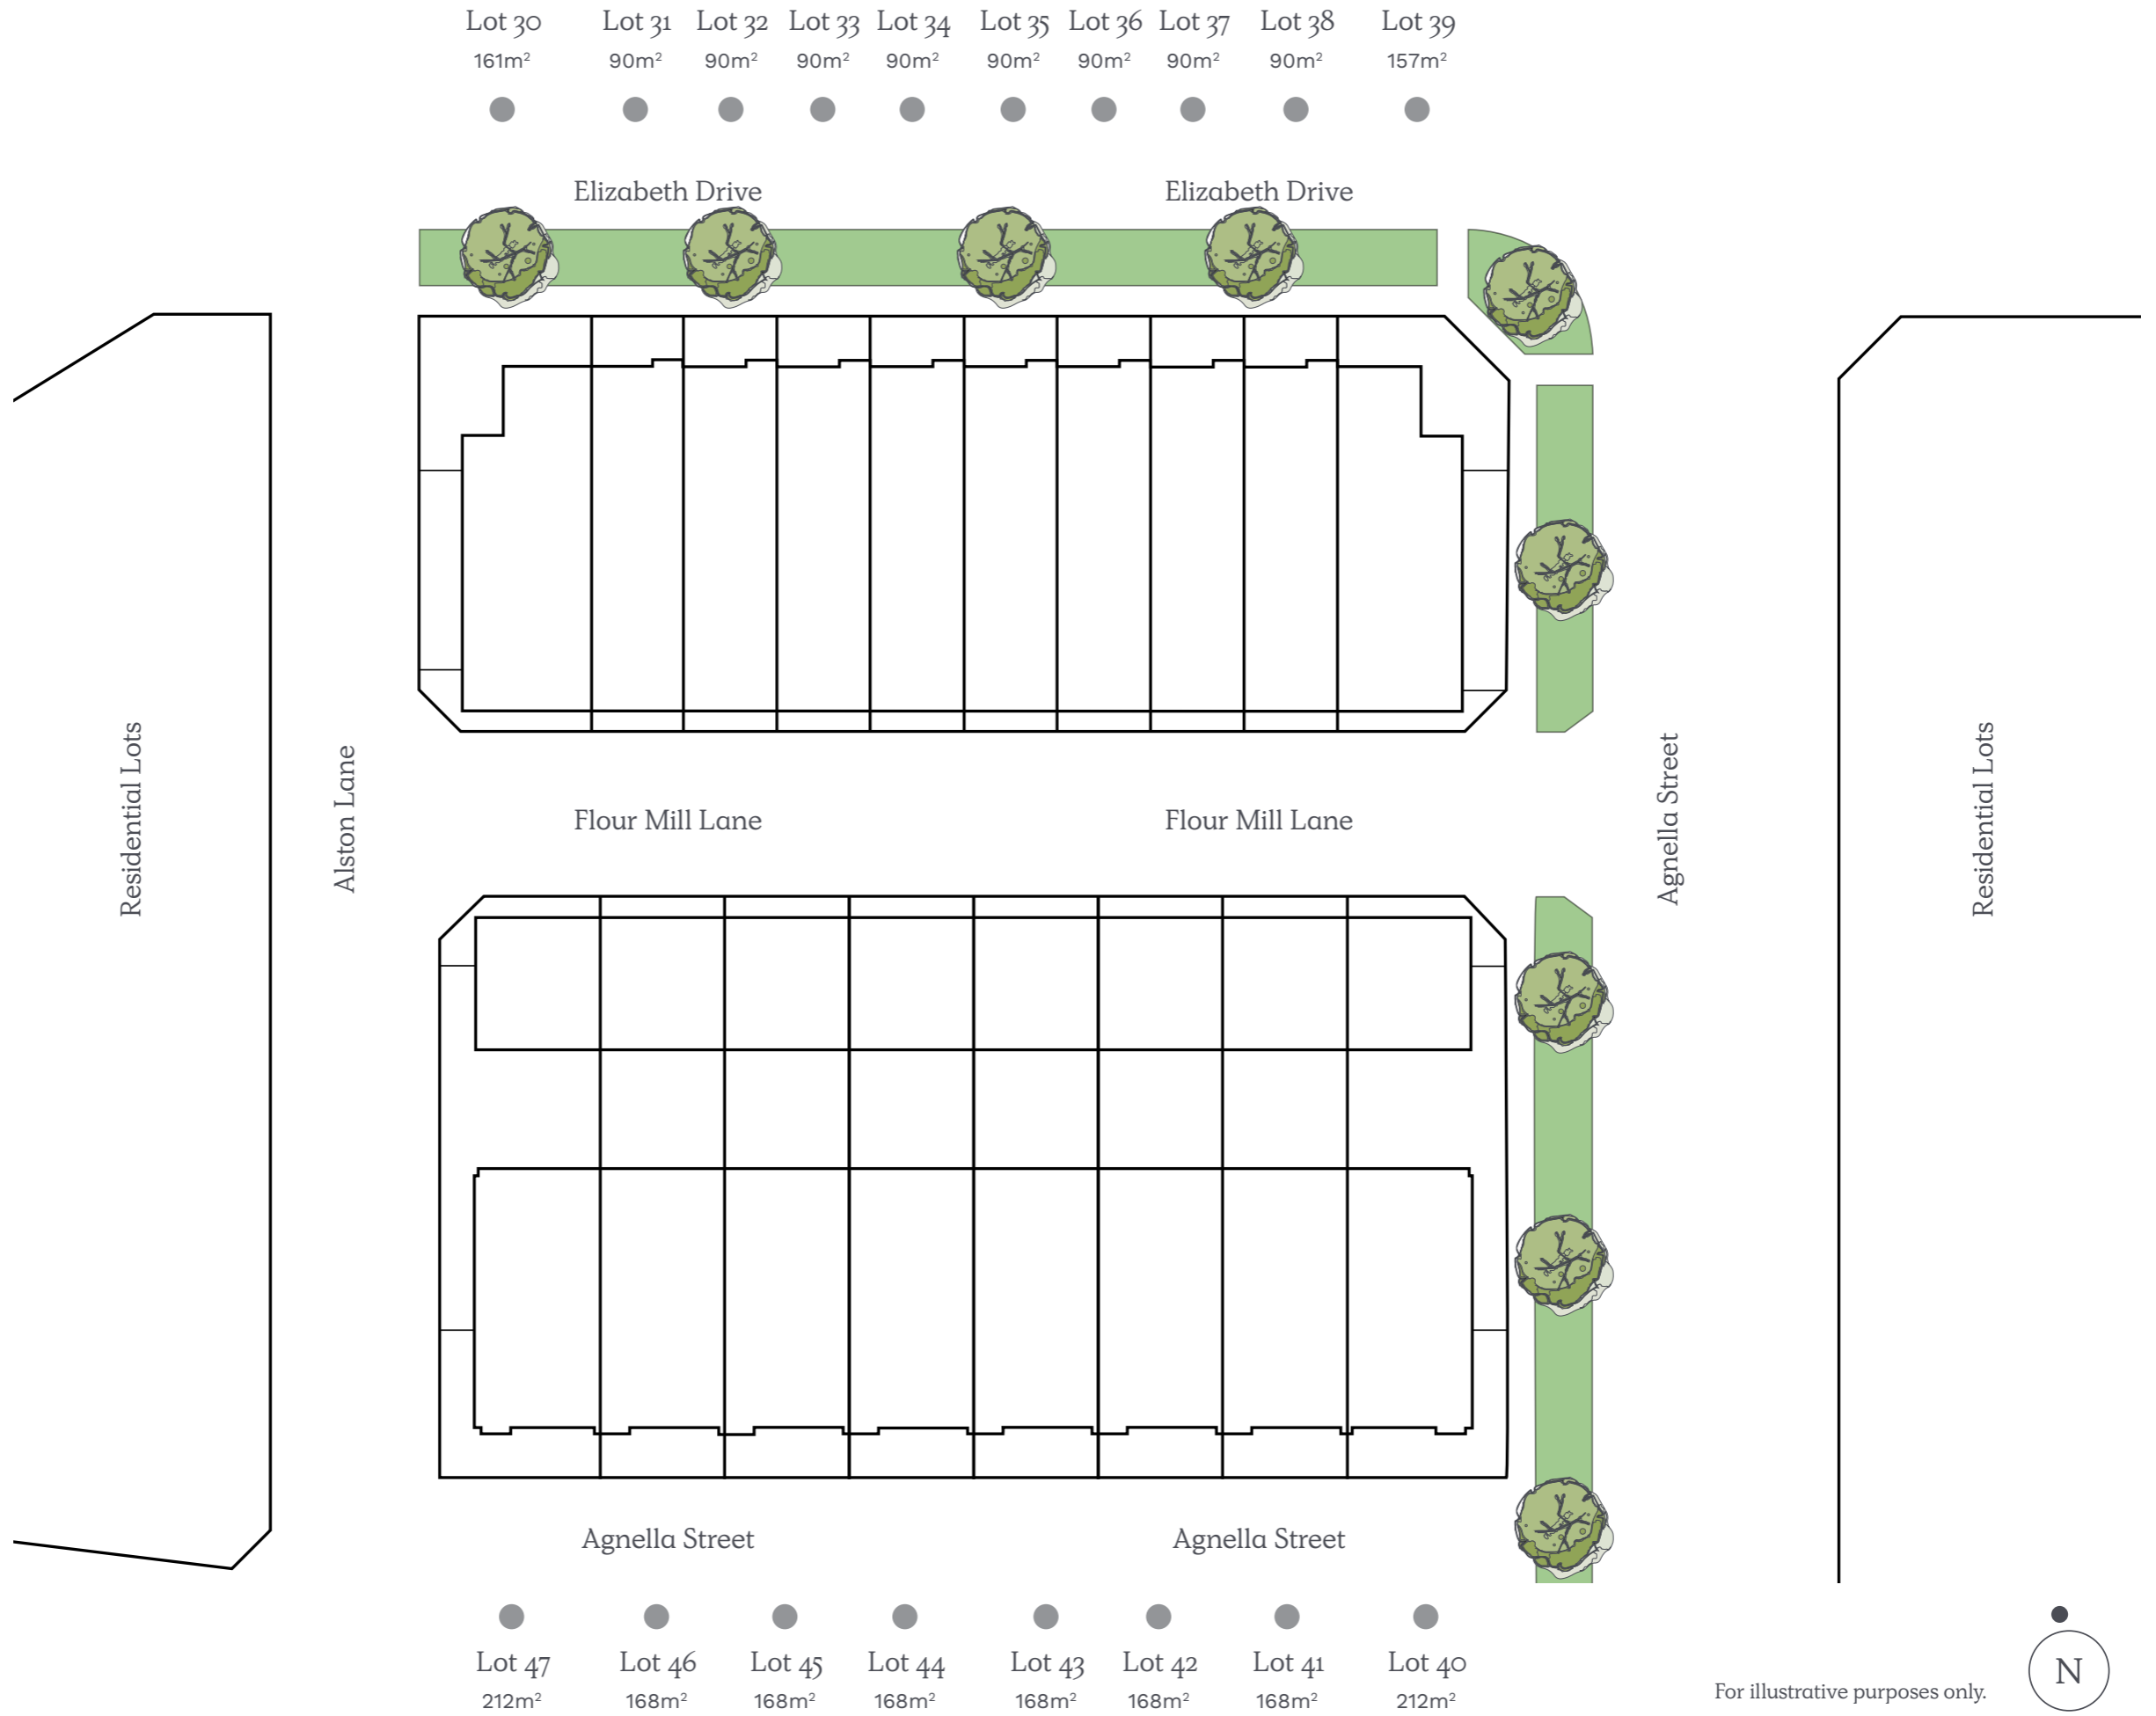 Lot 30 Lot 31 Lot 32 Lot 33 Lot 34 Lot 35 Lot 36 Lot 37 Lot 38 Lot 39
161m² 90m² 90m² 90m² 90m² 90m² 90m² 90m² 90m² 157m²
Elizabeth Drive Elizabeth Drive
Residential Lots
Alston Lane
Flour Mill Lane Flour Mill Lane
Agnella Street
Residential Lots
Agnella Street Agnella Street
Lot 47 Lot 46 Lot 45 Lot 44 Lot 43 Lot 42 Lot 41 Lot 40
212m² 168m² 168m² 168m² 168m² 168m² 168m² 212m²
For illustrative purposes only.
N